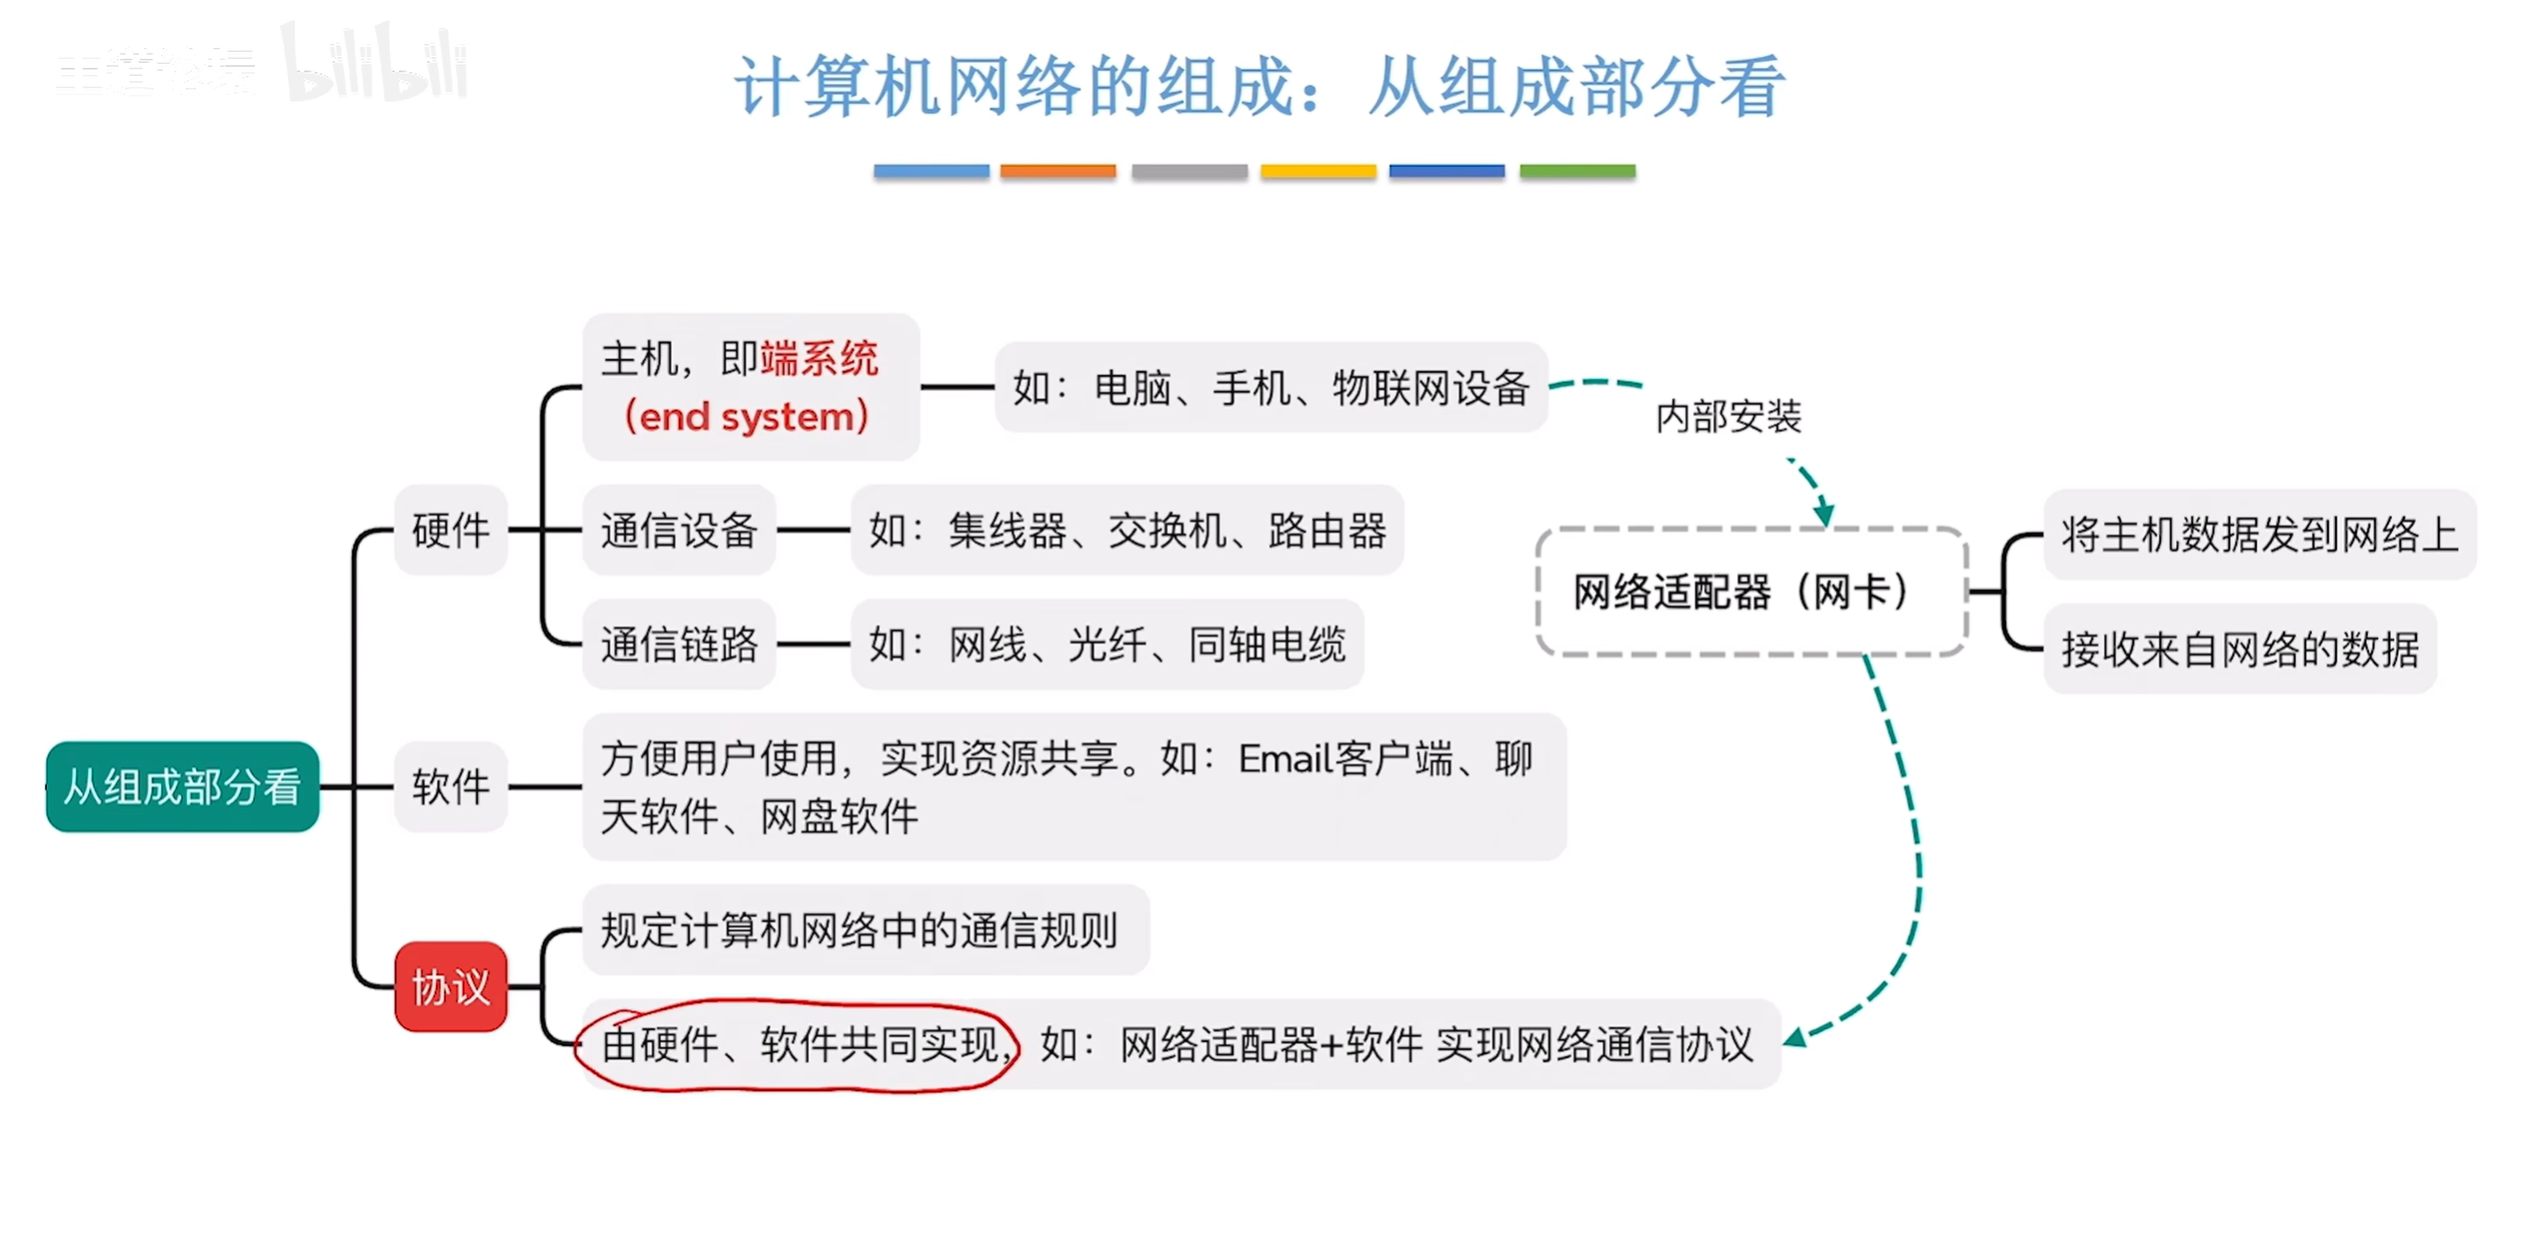 王道论坛 bilibili
计算机网络的组成：从组成部分看
主机，即端系统
（end system）
如：电脑、手机、物联网设备
内部安装
硬件
通信设备
如：集线器、交换机、路由器
网络适配器（网卡）
将主机数据发到网络上
接收来自网络的数据
通信链路
如：网线、光纤、同轴电缆
从组成部分看
软件
方便用户使用，实现资源共享。如：Email客户端、聊
天软件、网盘软件
协议
规定计算机网络中的通信规则
由硬件、软件共同实现，如：网络适配器+软件 实现网络通信协议